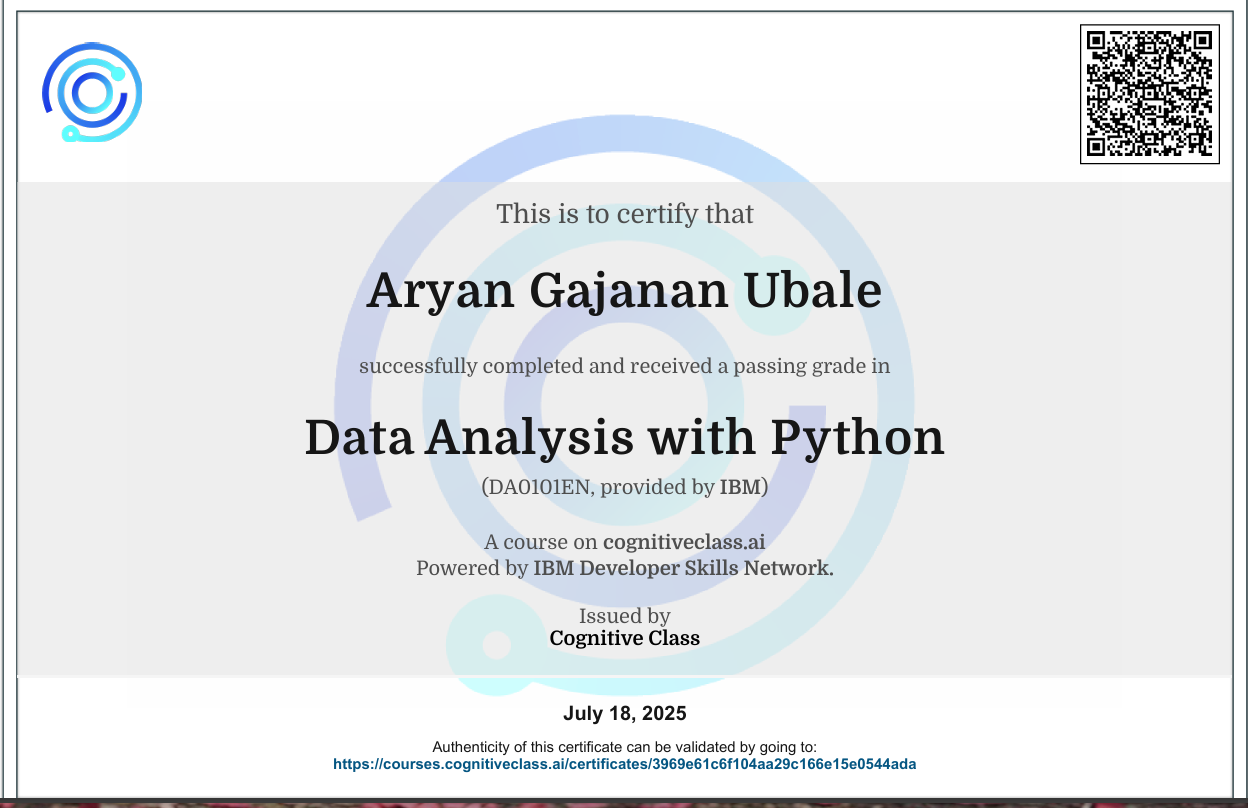 This is to certify that
Aryan Gajanan Ubale
successfully completed and received a passing grade in
Data Analysis with Python
(DA0101EN, provided by IBM)
A course on cognitiveclass.ai
Powered by IBM Developer Skills Network.
Issued by
Cognitive Class
July 18, 2025
Authenticity of this certificate can be validated by going to:
https://courses.cognitiveclass.ai/certificates/3969e61c6f104aa29c166e15e0544ada